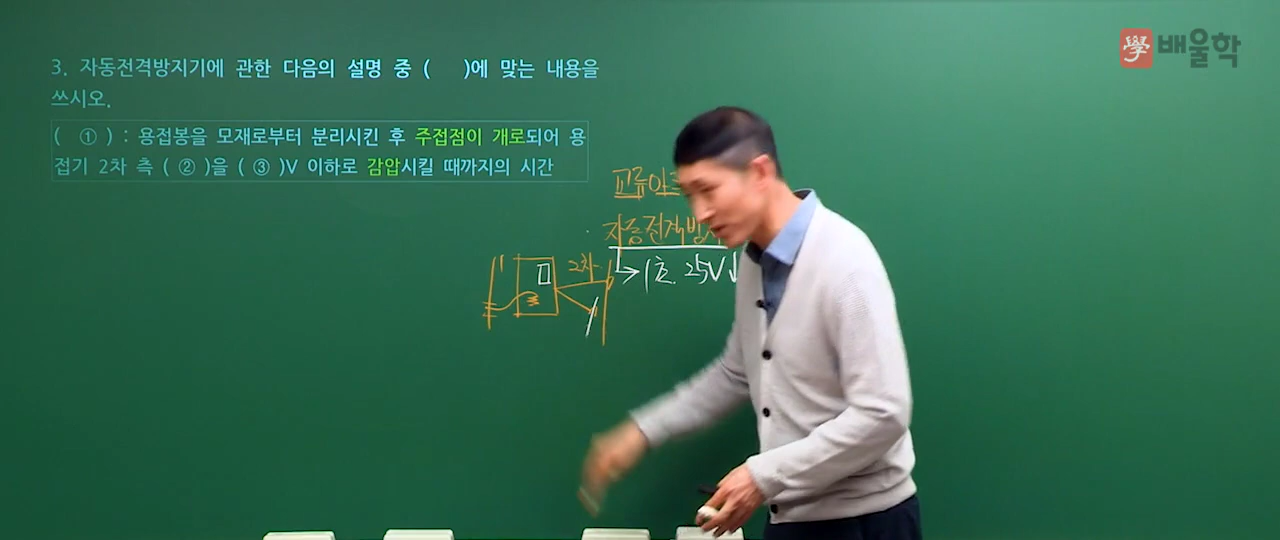 學 배울학
3. 자동전격방지기에 관한 다음의 설명 중 (   )에 맞는 내용을
쓰시오.
( ① ) : 용접봉을 모재로부터 분리시킨 후 주접점이 개로되어 용
접기 2차 측 ( ② )을 ( ③ )V 이하로 감압시킬 때까지의 시간
교류아크
자동전격방지
2차
1초. 25V↓